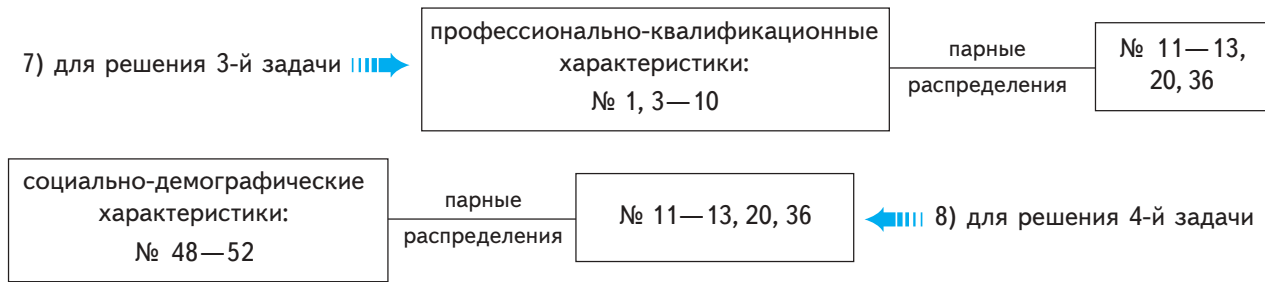 7) для решения 3-й задачи
профессионально-квалификационные
характеристики:
№ 1, 3—10
парные
распределения
№ 11—13,
20, 36
социально-демографические
характеристики:
№ 48—52
парные
распределения
№ 11—13, 20, 36
8) для решения 4-й задачи